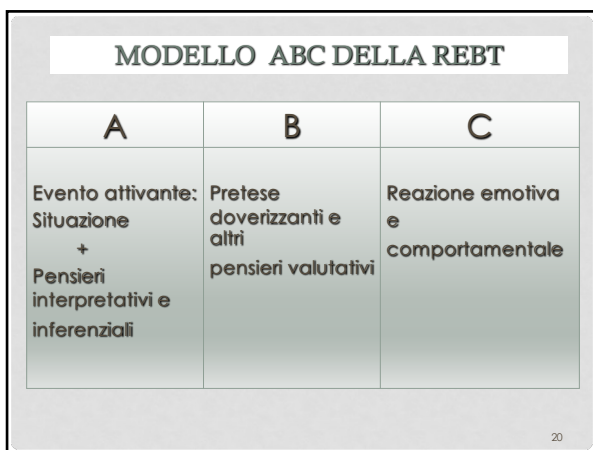 MODELLO ABC DELLA REBT
A
B
C
Evento attivante:
Situazione
+
Pensieri
interpretativi e
inferenziali
Pretese
doverizzanti e
altri
pensieri valutativi
Reazione emotiva
e
comportamentale
20